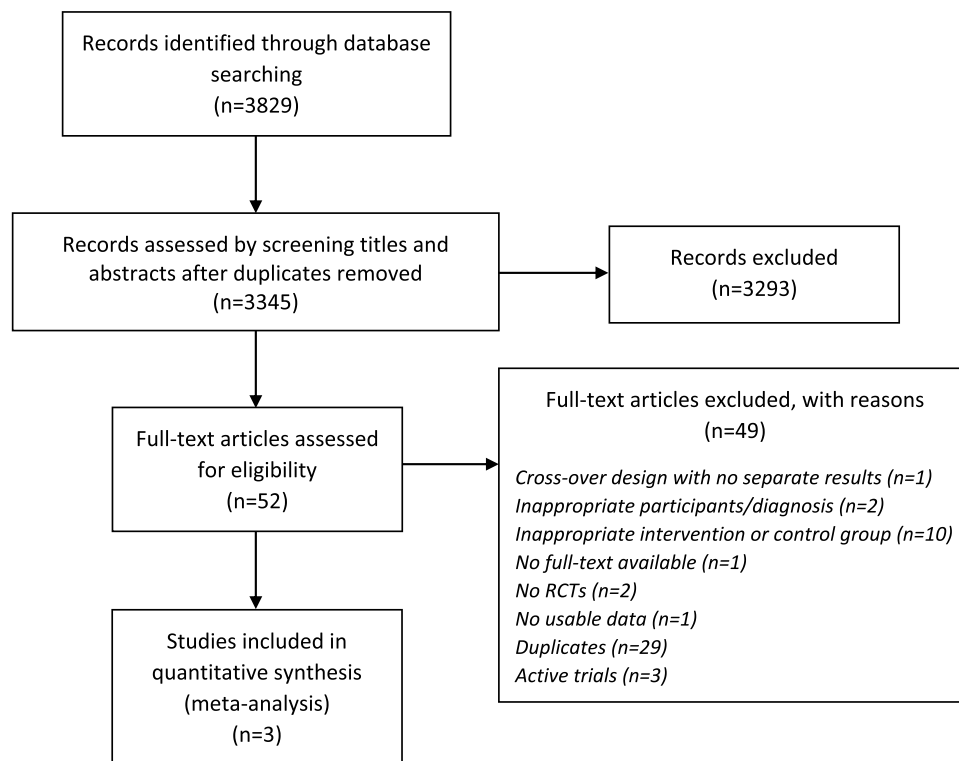 Records identified through database
searching
(n=3829)
Records assessed by screening titles and
abstracts after duplicates removed
(n=3345)
Records excluded
(n=3293)
Full-text articles assessed
for eligibility
(n=52)
Full-text articles excluded, with reasons
(n=49)
Cross-over design with no separate results (n=1)
Inappropriate participants/diagnosis (n=2)
Inappropriate intervention or control group (n=10)
No full-text available (n=1)
No RCTs (n=2)
No usable data (n=1)
Duplicates (n=29)
Active trials (n=3)
Studies included in
quantitative synthesis
(meta-analysis)
(n=3)